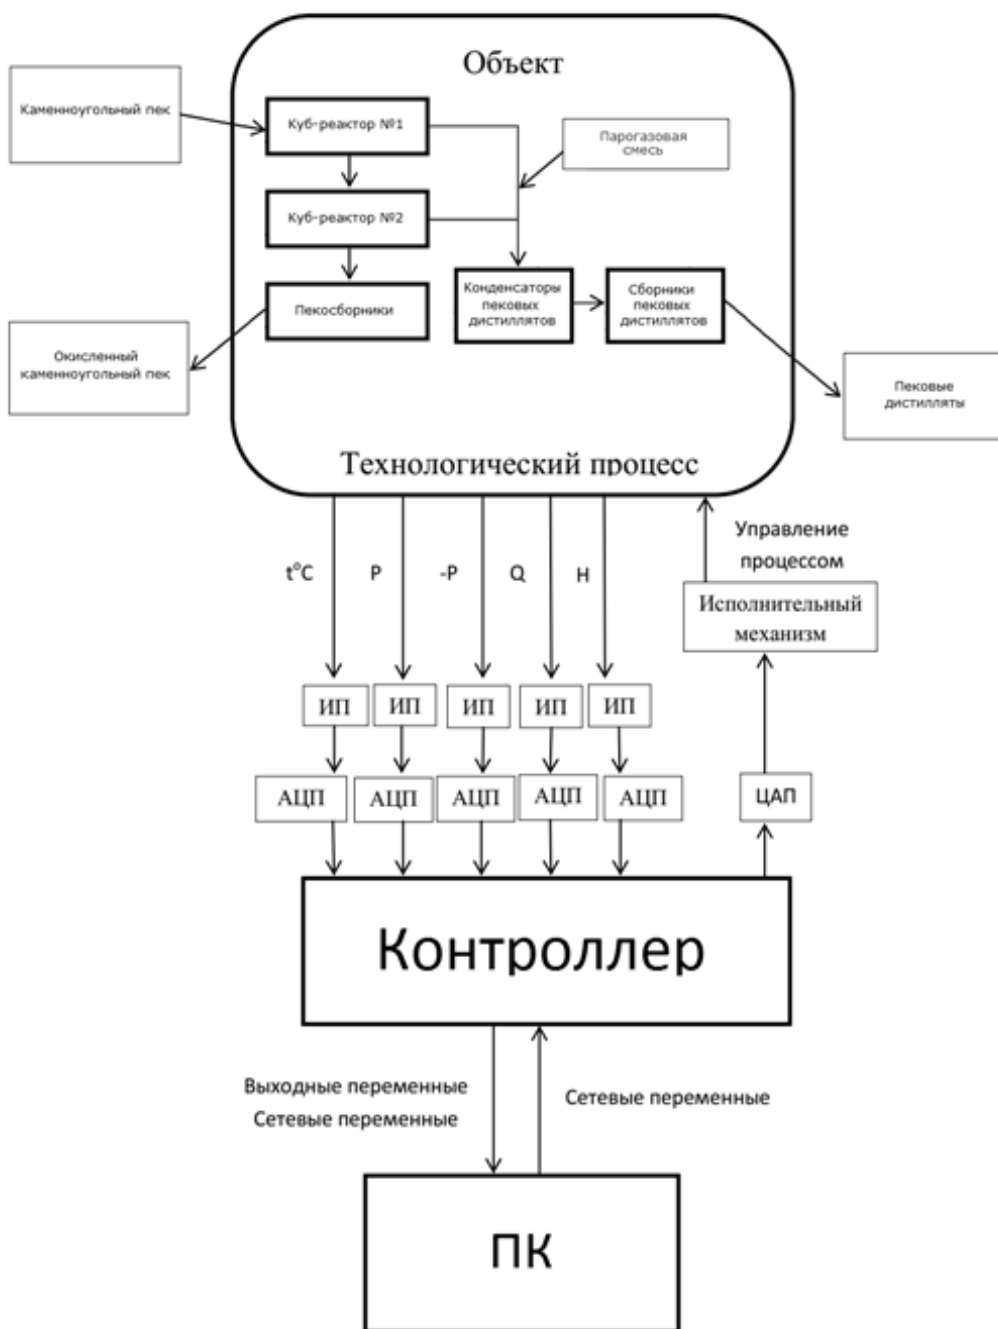 Объект
Каменноугольный пек
Куб-реактор №1
Парогазовая
смесь
Куб-реактор №2
Пекосборники
Конденсаторы
пековых
дистиллятов
Сборники
пековых
дистиллятов
Окисленный
каменноугольный пек
Пековые
дистилляты
Технологический процесс
t°C
P
-P
Q
H
Управление
процессом
Исполнительный
механизм
ИП
ИП
ИП
ИП
ИП
АЦП
АЦП
АЦП
АЦП
АЦП
ЦАП
Контроллер
Выходные переменные
Сетевые переменные
Сетевые переменные
ПК